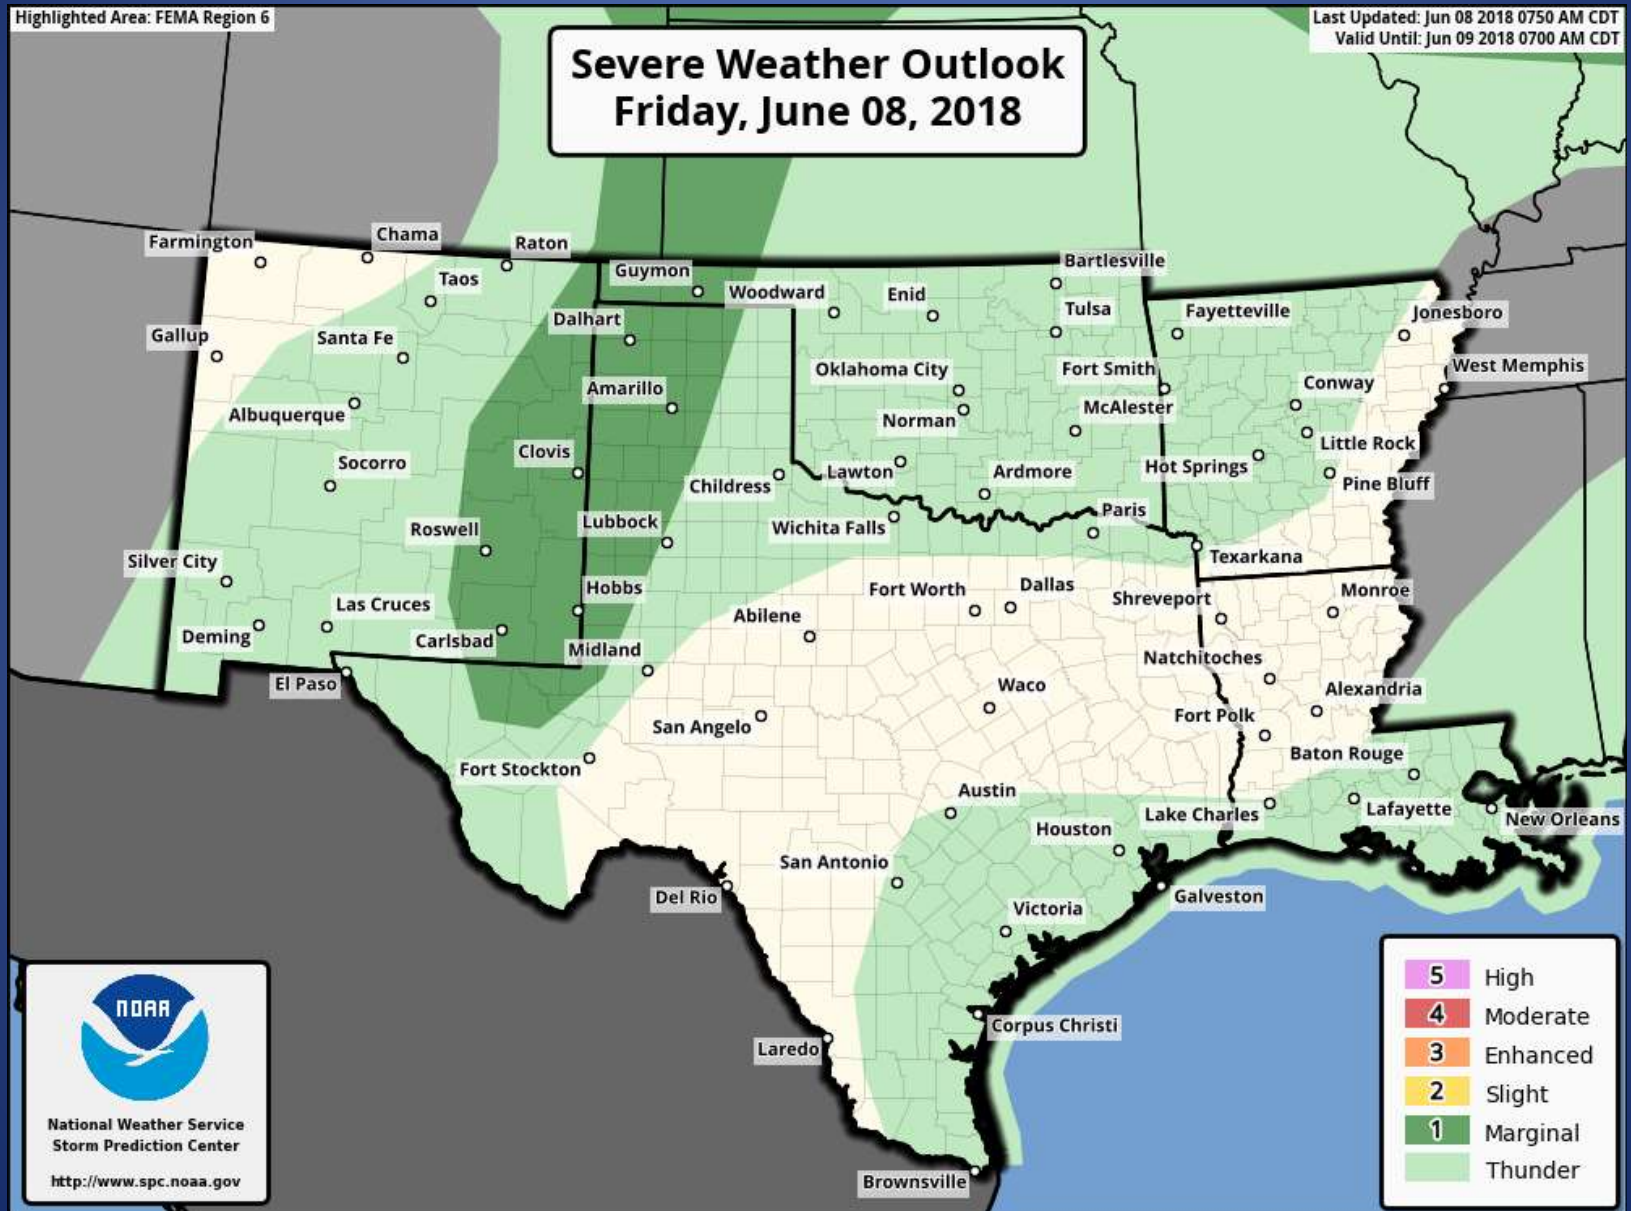 Highlighted Area: FEMA Region 6
Last Updated: Jun 08 2018 0750 AM CDT
Valid Until: Jun 09 2018 0700 AM CDT
Severe Weather Outlook
Friday, June 08, 2018
Farmington
Chama
Raton
Taos
Guymon
Woodward
Enid
Bartlesville
Tulsa
Fayetteville
Jonesboro
Gallup
Santa Fe
Dalhart
Oklahoma City
Fort Smith
West Memphis
Albuquerque
Amarillo
Norman
McAlester
Conway
Socorro
Clovis
Childress
Lawton
Ardmore
Hot Springs
Little Rock
Pine Bluff
Roswell
Lubbock
Wichita Falls
Paris
Texarkana
Silver City
Hobbs
Fort Worth
Dallas
Shreveport
Monroe
Las Cruces
Deming
Carlsbad
Midland
Abilene
Natchitoches
El Paso
Waco
Alexandria
San Angelo
Fort Polk
Fort Stockton
Baton Rouge
Austin
Lake Charles
Lafayette
New Orleans
Houston
San Antonio
Del Rio
Galveston
Victoria
Corpus Christi
Laredo
Brownsville
NOAA
National Weather Service
Storm Prediction Center
http://www.spc.noaa.gov
5 High
4 Moderate
3 Enhanced
2 Slight
1 Marginal
Thunder